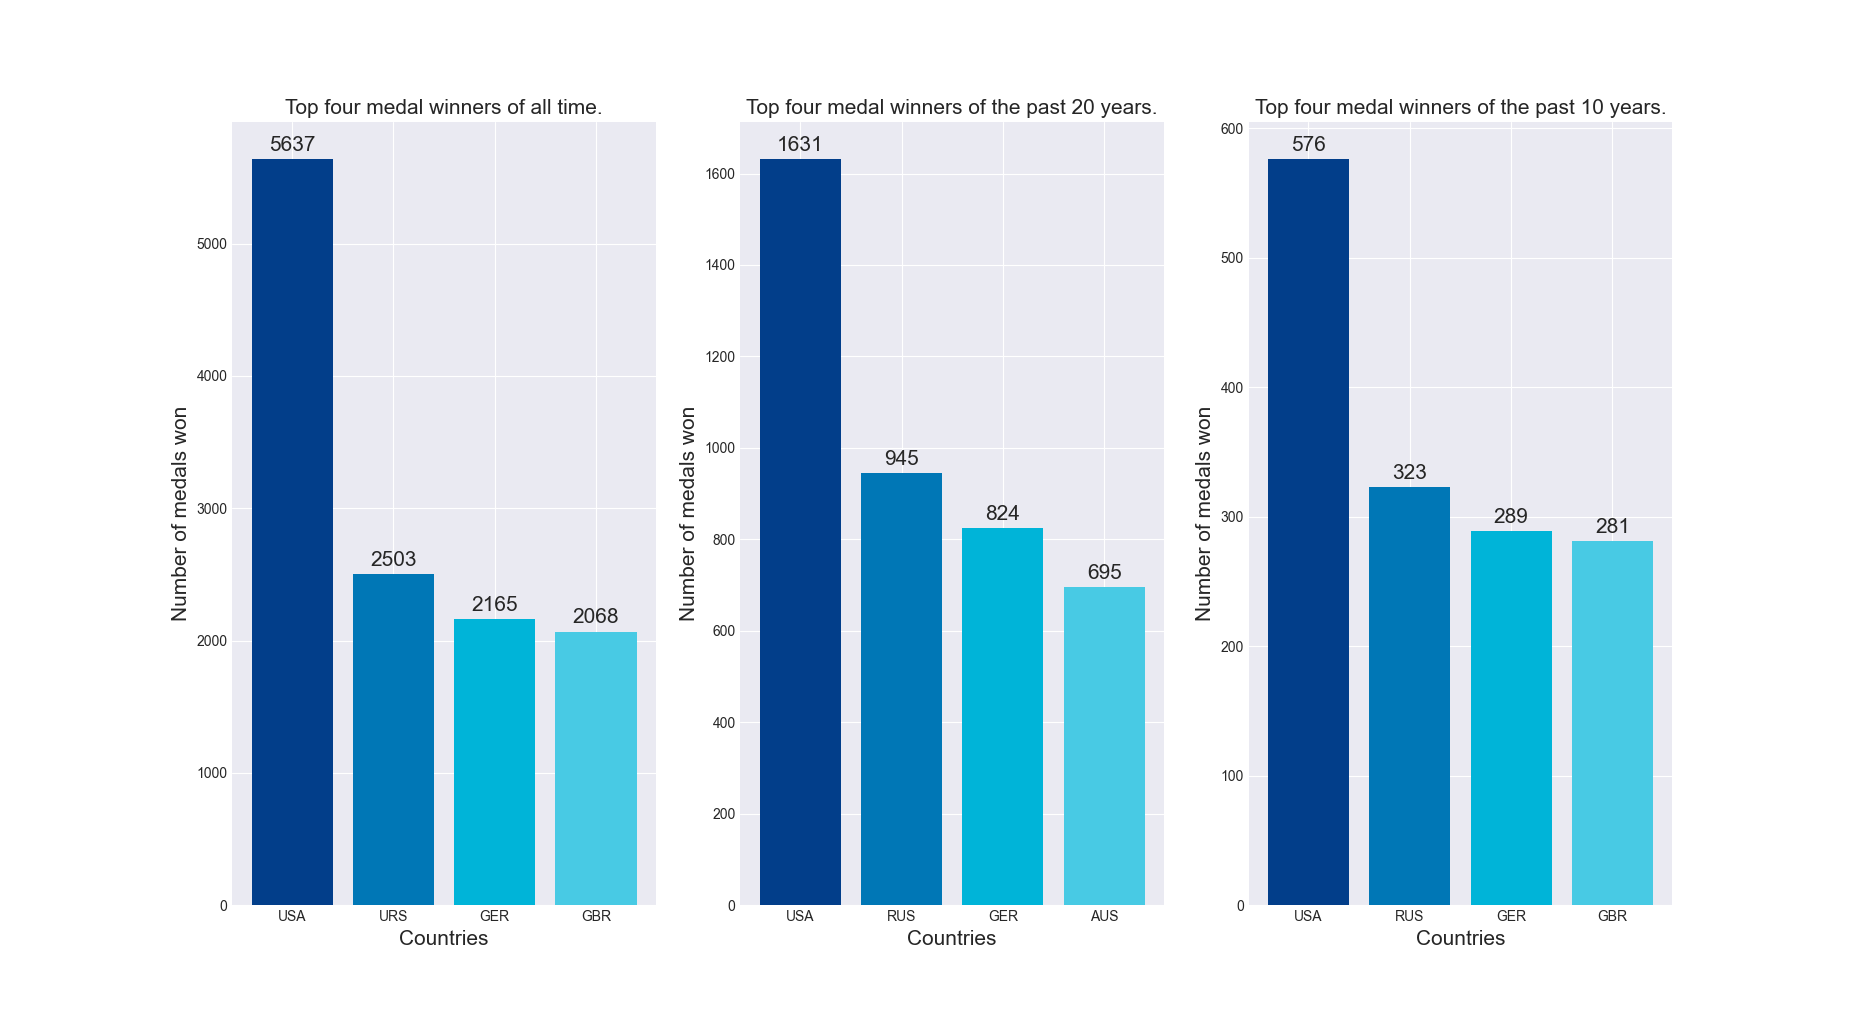 Top four medal winners of all time.
5637
2503
2165
2068
5000
4000
3000
2000
1000
0
Number of medals won
USA URS GER GBR
Countries
Top four medal winners of the past 20 years.
1631
945
824
695
1600
1400
1200
1000
800
600
400
200
0
Number of medals won
USA RUS GER AUS
Countries
Top four medal winners of the past 10 years.
576
323
289
281
600
500
400
300
200
100
0
Number of medals won
USA RUS GER GBR
Countries